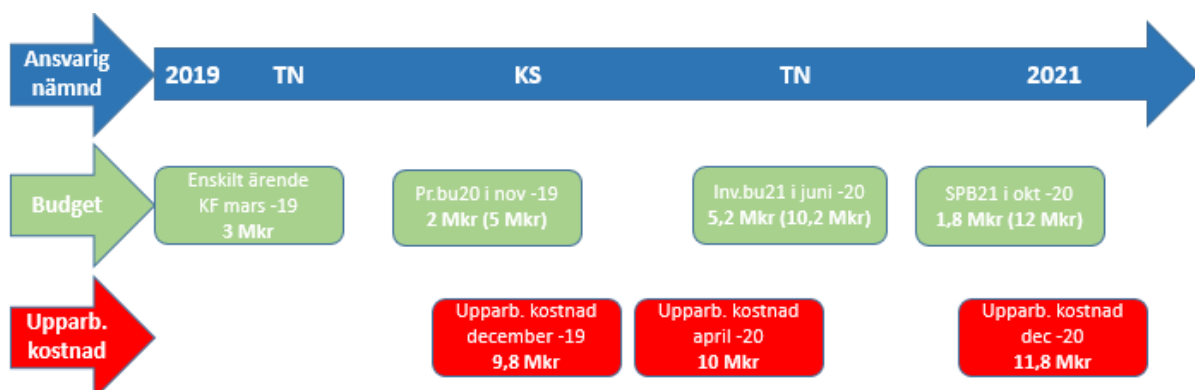 Ansvarig
nämnd
2019 TN KS TN 2021
Budget
Enskilt ärende
KF mars -19
3 Mkr
Pr.bu20 i nov -19
2 Mkr (5 Mkr)
Inv.bu21 i juni -20
5,2 Mkr (10,2 Mkr)
SPB21 i okt -20
1,8 Mkr (12 Mkr)
Upparb.
kostnad
Upparb. kostnad
december -19
9,8 Mkr
Upparb. kostnad
april -20
10 Mkr
Upparb. kostnad
dec -20
11,8 Mkr